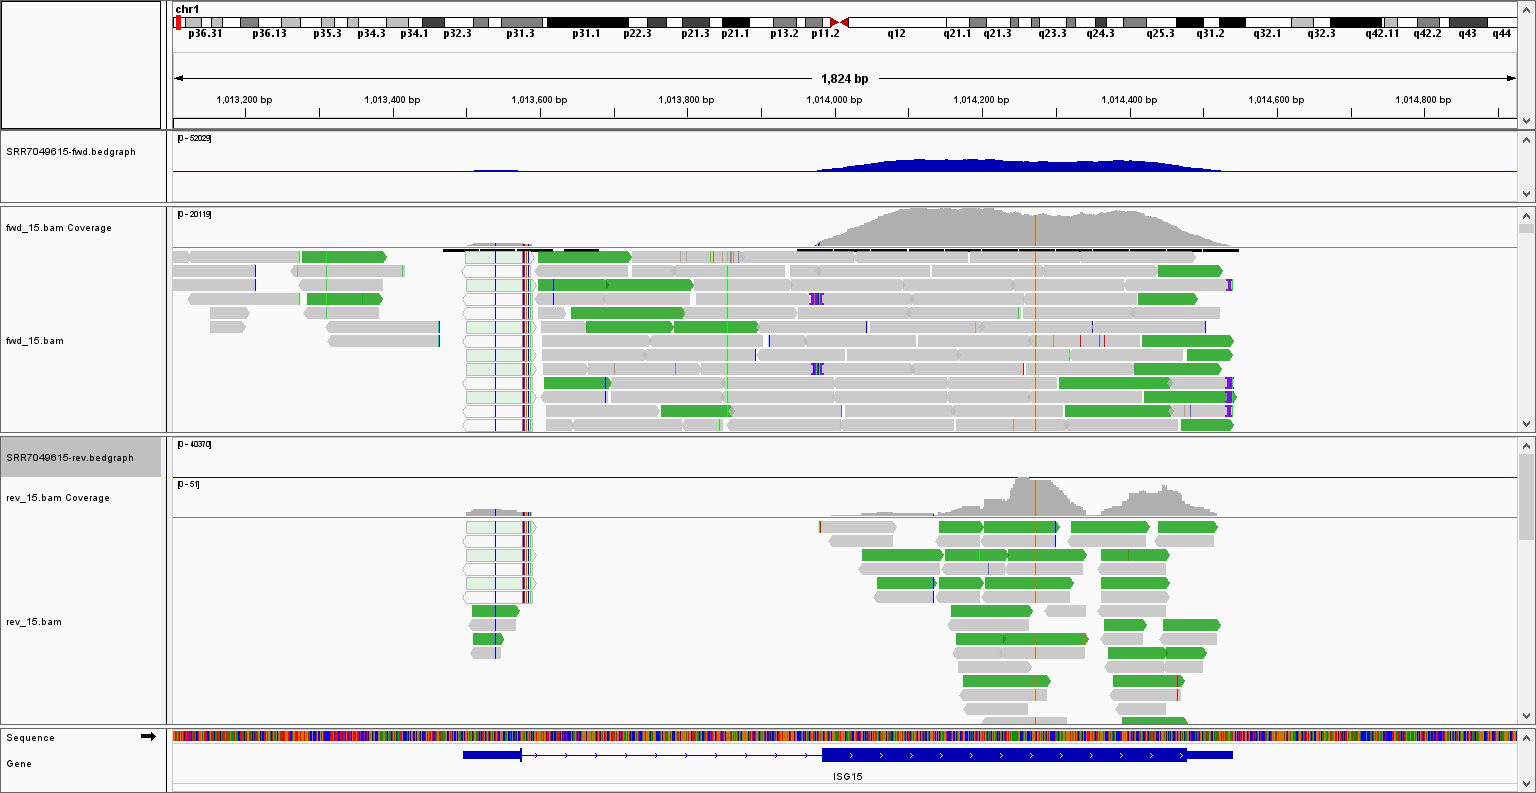 chr1
p36.31 p36.13 p35.3 p34.3 p34.1 p32.3 p31.3 p31.1 p22.3 p21.3 p21.1 p13.2 p11.2 q12 q21.1 q21.3 q23.3 q24.3 q25.3 q31.2 q32.1 q32.3 q42.11 q42.2 q43 q44
1,824 bp
1,013,200 bp 1,013,400 bp 1,013,600 bp 1,013,800 bp 1,014,000 bp 1,014,200 bp 1,014,400 bp 1,014,600 bp 1,014,800 bp
[0 - 52029]
SRR7049615-fwd.bedgraph
[0 - 20119]
fwd_15.bam Coverage
fwd_15.bam
[0 - 40370]
SRR7049615-rev.bedgraph
[0 - 51]
rev_15.bam Coverage
rev_15.bam
Sequence
Gene
ISG15